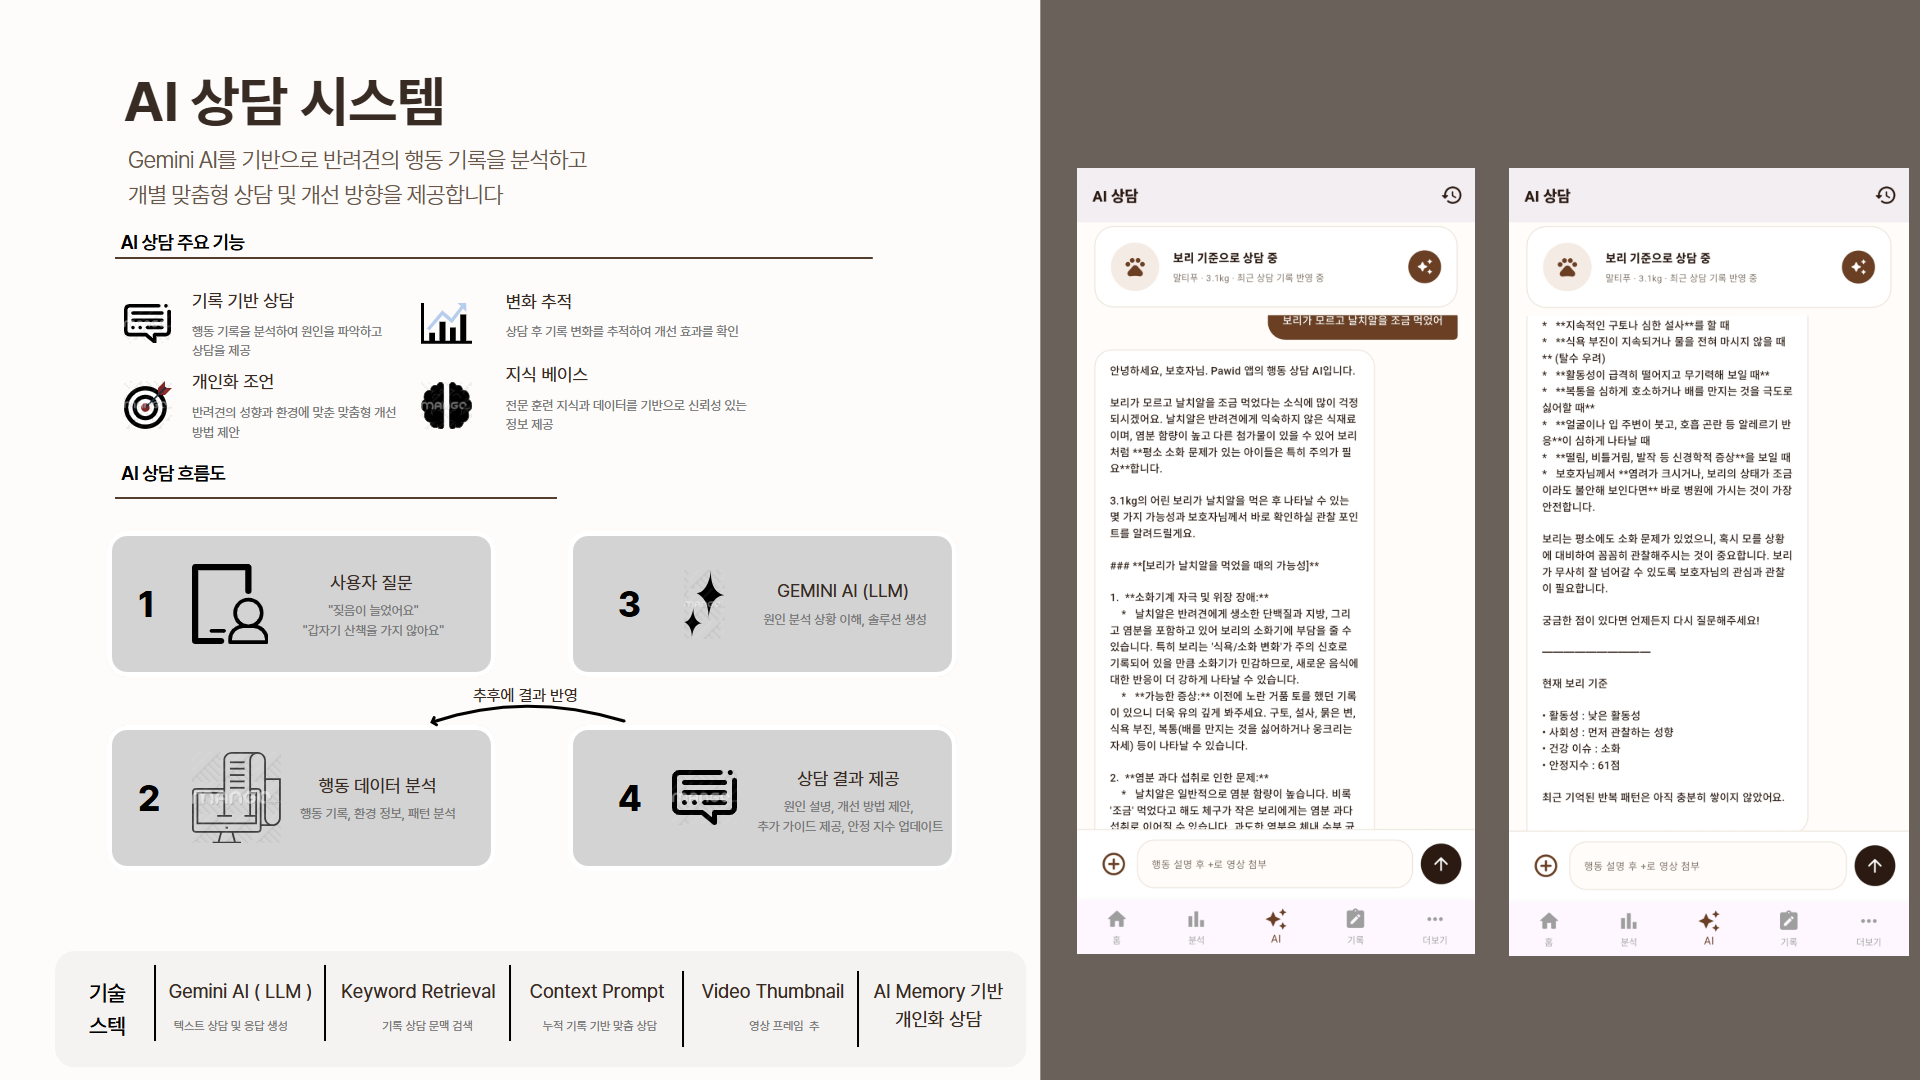 AI 상담 시스템
Gemini AI를 기반으로 반려견의 행동 기록을 분석하고
개별 맞춤형 상담 및 개선 방향을 제공합니다
AI 상담 주요 기능
기록 기반 상담
행동 기록을 분석하여 원인을 파악하고
상담을 제공
변화 추적
상담 후 기록 변화를 추적하여 개선 효과를 확인
개인화 조언
반려견의 성향과 환경에 맞춘 맞춤형 개선
방법 제안
지식 베이스
전문 훈련 지식과 데이터를 기반으로 신뢰성 있는
정보 제공
MANGO
AI 상담 흐름도
1
사용자 질문
"짖음이 늘었어요"
"갑자기 산책을 가지 않아요"
3
GEMINI AI (LLM)
원인 분석 상황 이해, 솔루션 생성
추후에 결과 반영
2
MANGO
행동 데이터 분석
행동 기록, 환경 정보, 패턴 분석
4
상담 결과 제공
원인 설명, 개선 방법 제안,
추가 가이드 제공, 안정 지수 업데이트
기술
스텍
Gemini AI ( LLM )
텍스트 상담 및 응답 생성
Keyword Retrieval
기록 상담 문맥 검색
Context Prompt
누적 기록 기반 맞춤 상담
Video Thumbnail
영상 프레임 추
AI Memory 기반
개인화 상담
AI 상담
보리 기준으로 상담 중
말티푸 · 3.1kg · 최근 상담 기록 반영 중
보리가 모르고 날치알을 조금 먹었어
안녕하세요, 보호자님. Pawid 앱의 행동 상담 AI입니다.
보리가 모르고 날치알을 조금 먹었다는 소식에 많이 걱정
되시겠어요. 날치알은 반려견에게 익숙하지 않은 식재료
이며, 염분 함량이 높고 다른 첨가물이 있을 수 있어 보리
처럼 **평소 소화 문제가 있는 아이들은 특히 주의가 필
요**합니다.
3.1kg의 어린 보리가 날치알을 먹은 후 나타날 수 있는
몇 가지 가능성과 보호자님께서 바로 확인하실 관찰 포인
트를 알려드릴게요.
### **[보리가 날치알을 먹었을 때의 가능성]**
1. **소화기계 자극 및 위장 장애:**
* 날치알은 반려견에게 생소한 단백질과 지방, 그리
고 염분을 포함하고 있어 보리의 소화기에 부담을 줄 수
있습니다. 특히 보리는 '식욕/소화 변화'가 주의 신호로
기록되어 있을 만큼 소화기가 민감하므로, 새로운 음식에
대한 반응이 더 강하게 나타날 수 있습니다.
* **가능한 증상:** 이전에 노란 거품 토를 했던 기록
이 있으니 더욱 유의 깊게 봐주세요. 구토, 설사, 묽은 변,
식욕 부진, 복통(배를 만지는 것을 싫어하거나 웅크리는
자세) 등이 나타날 수 있습니다.
2. **염분 과다 섭취로 인한 문제:**
* 날치알은 일반적으로 염분 함량이 높습니다. 비록
'조금' 먹었다고 해도 체구가 작은 보리에게는 염분 과다
섭취로 이어질 수 있습니다. 과도한 염분은 체내 수분 균
행동 설명 후 +로 영상 첨부
홈
분석
AI
기록
더보기
AI 상담
보리 기준으로 상담 중
말티푸 · 3.1kg · 최근 상담 기록 반영 중
* **지속적인 구토나 심한 설사**를 할 때
* **식욕 부진이 지속되거나 물을 전혀 마시지 않을 때
** (탈수 우려)
* **활동성이 급격히 떨어지고 무기력해 보일 때**
* **복통을 심하게 호소하거나 배를 만지는 것을 극도로
싫어할 때**
* **얼굴이나 입 주변이 붓고, 호흡 곤란 등 알레르기 반
응**이 심하게 나타날 때
* **떨림, 비틀거림, 발작 등 신경학적 증상**을 보일 때
* 보호자님께서 **염려가 크시거나, 보리의 상태가 조금
이라도 불안해 보인다면** 바로 병원에 가시는 것이 가장
안전합니다.
보리는 평소에도 소화 문제가 있었으니, 혹시 모를 상황
에 대비하여 꼼꼼히 관찰해주시는 것이 중요합니다. 보리
가 무사히 잘 넘어갈 수 있도록 보호자님의 관심과 관찰
이 필요합니다.
궁금한 점이 있다면 언제든지 다시 질문해주세요!
──────────
현재 보리 기준
• 활동성 : 낮은 활동성
• 사회성 : 먼저 관찰하는 성향
• 건강 이슈 : 소화
• 안정지수 : 61점
최근 기억된 반복 패턴은 아직 충분히 쌓이지 않았어요.
행동 설명 후 +로 영상 첨부
홈
분석
AI
기록
더보기